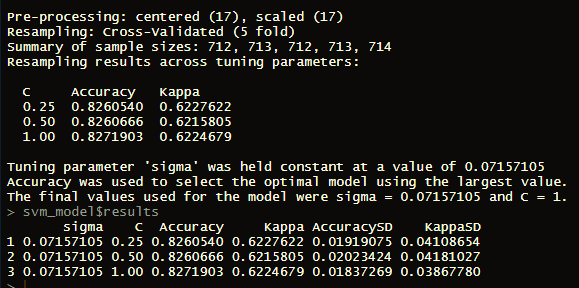 Pre-processing: centered (17), scaled (17)
Resampling: Cross-Validated (5 fold)
Summary of sample sizes: 712, 713, 712, 713, 714
Resampling results across tuning parameters:
C Accuracy Kappa
0.25 0.8260540 0.6227622
0.50 0.8260666 0.6215805
1.00 0.8271903 0.6224679
Tuning parameter 'sigma' was held constant at a value of 0.07157105
Accuracy was used to select the optimal model using the largest value.
The final values used for the model were sigma = 0.07157105 and C = 1.
> svm_model$results
sigma C Accuracy Kappa AccuracySD KappaSD
1 0.07157105 0.25 0.8260540 0.6227622 0.01919075 0.04108654
2 0.07157105 0.50 0.8260666 0.6215805 0.02023424 0.04181027
3 0.07157105 1.00 0.8271903 0.6224679 0.01837269 0.03867780
>